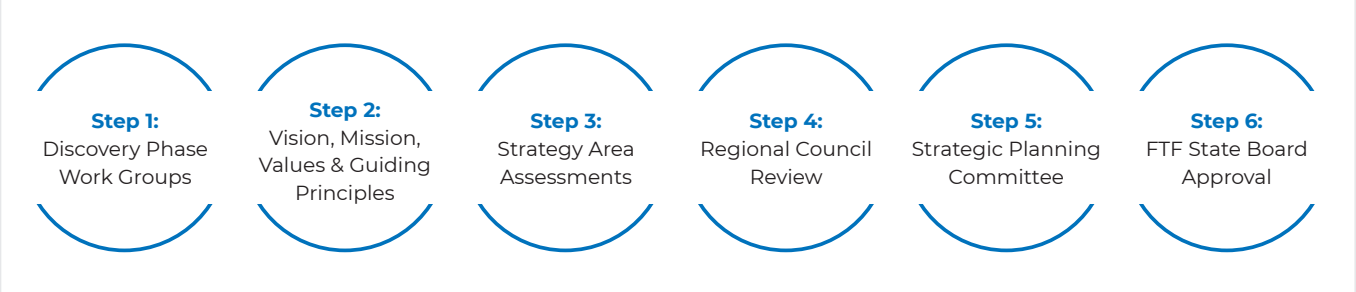 Step 1:
Discovery Phase
Work Groups
Step 2:
Vision, Mission,
Values & Guiding
Principles
Step 3:
Strategy Area
Assessments
Step 4:
Regional Council
Review
Step 5:
Strategic Planning
Committee
Step 6:
FTF State Board
Approval